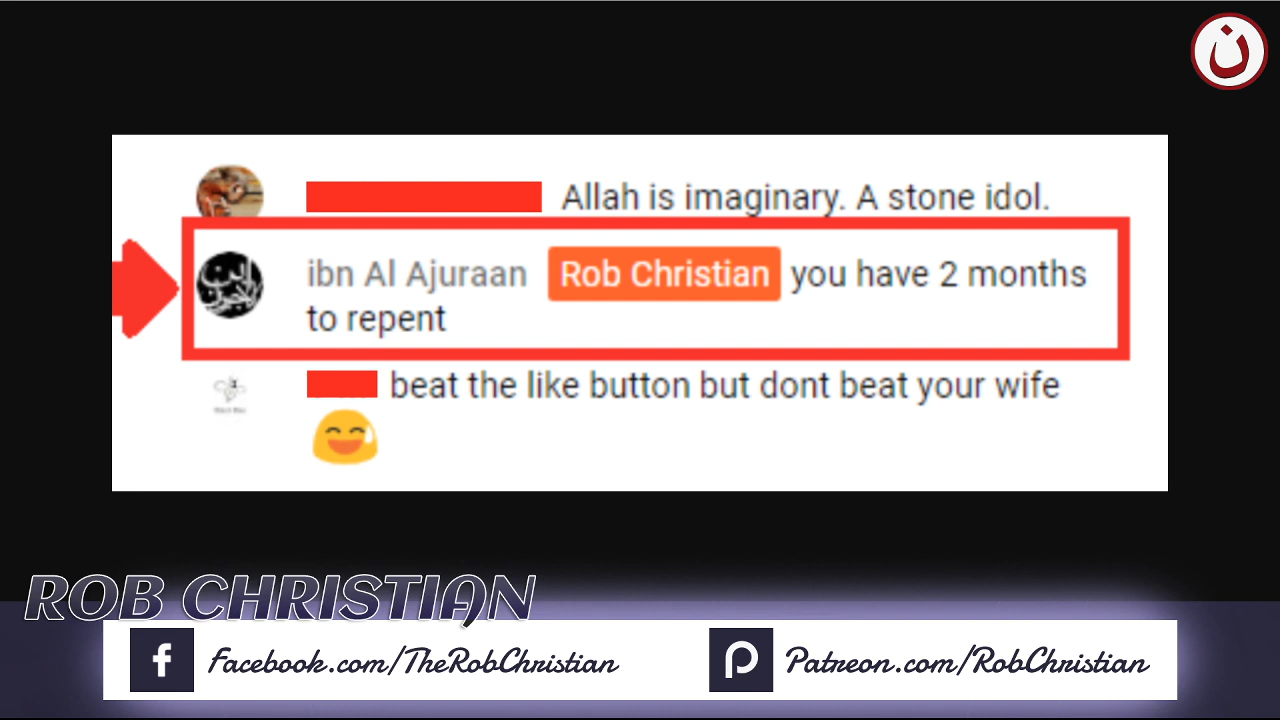 ن
Allah is imaginary. A stone idol.
ibn Al Ajuraan Rob Christian you have 2 months
to repent
beat the like button but dont beat your wife
ROB CHRISTIAN
Facebook.com/TheRobChristian
Patreon.com/RobChristian